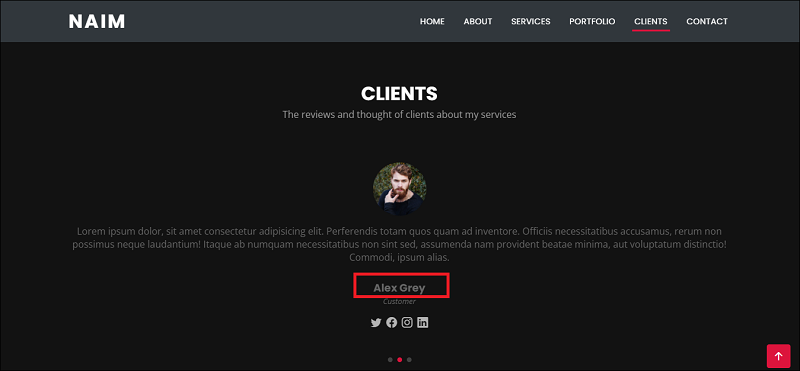 NAIM
HOME ABOUT SERVICES PORTFOLIO CLIENTS CONTACT
CLIENTS
The reviews and thought of clients about my services
Lorem ipsum dolor, sit amet consectetur adipisicing elit. Perferendis totam quos quam ad inventore. Officiis necessitatibus accusamus, rerum non
possimus neque laudantium! Itaque ab numquam necessitatibus non sint sed, assumenda nam provident beatae minima, aut voluptatum distinctio!
Commodi, ipsum alias.
Alex Grey
Customer